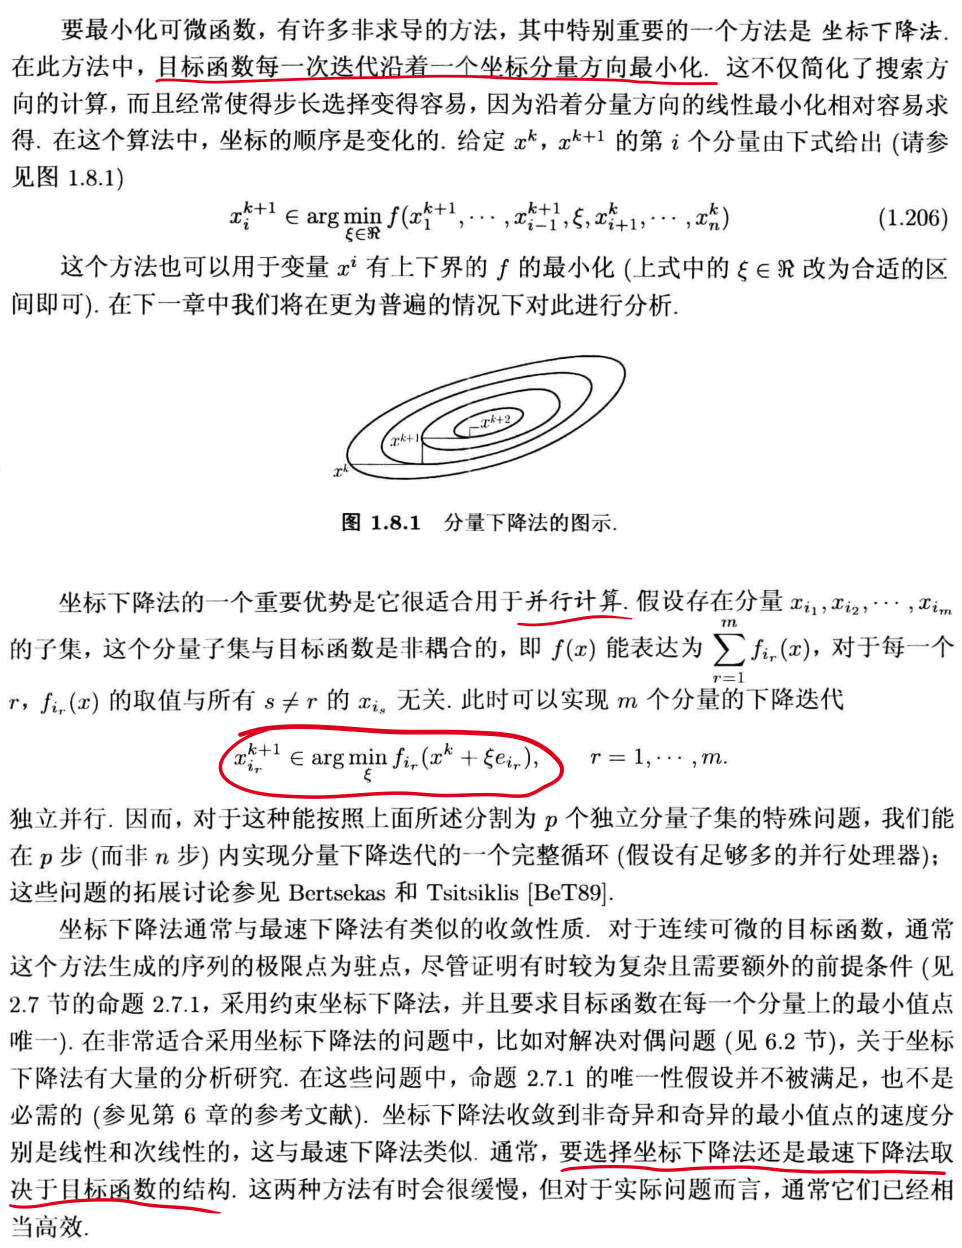 要最小化可微函数，有许多非求导的方法，其中特别重要的一个方法是 坐标下降法.
在此方法中，目标函数每一次迭代沿着一个坐标分量方向最小化. 这不仅简化了搜索方
向的计算，而且经常使得步长选择变得容易，因为沿着分量方向的线性最小化相对容易求
得. 在这个算法中，坐标的顺序是变化的. 给定 $x^k$，$x^{k+1}$ 的第 $i$ 个分量由下式给出 (请参
见图 1.8.1)
$x_i^{k+1} \in \arg\min_{\xi \in \Re} f(x_1^{k+1}, \cdots, x_{i-1}^{k+1}, \xi, x_{i+1}^k, \cdots, x_n^k)$ (1.206)
这个方法也可以用于变量 $x^i$ 有上下界的 $f$ 的最小化 (上式中的 $\xi \in \Re$ 改为合适的区
间即可). 在下一章中我们将在更为普遍的情况下对此进行分析.
$x^{k+2}$
$x^{k+1}$
$x^k$
图 1.8.1 分量下降法的图示.
坐标下降法的一个重要优势是它很适合用于并行计算. 假设存在分量 $x_{i_1}, x_{i_2}, \cdots, x_{i_m}$
的子集，这个分量子集与目标函数是非耦合的，即 $f(x)$ 能表达为 $\sum_{r=1}^{m} f_{i_r}(x)$，对于每一个
$r$，$f_{i_r}(x)$ 的取值与所有 $s \neq r$ 的 $x_{i_s}$ 无关. 此时可以实现 $m$ 个分量的下降迭代
$x_{i_r}^{k+1} \in \arg\min_{\xi} f_{i_r}(x^k + \xi e_{i_r}), \quad r = 1, \cdots, m.$
独立并行. 因而，对于这种能按照上面所述分割为 $p$ 个独立分量子集的特殊问题，我们能
在 $p$ 步 (而非 $n$ 步) 内实现分量下降迭代的一个完整循环 (假设有足够多的并行处理器)；
这些问题的拓展讨论参见 Bertsekas 和 Tsitsiklis [BeT89].
坐标下降法通常与最速下降法有类似的收敛性质. 对于连续可微的目标函数，通常
这个方法生成的序列的极限点为驻点，尽管证明有时较为复杂且需要额外的前提条件 (见
2.7 节的命题 2.7.1，采用约束坐标下降法，并且要求目标函数在每一个分量上的最小值点
唯一). 在非常适合采用坐标下降法的问题中，比如对解决对偶问题 (见 6.2 节)，关于坐标
下降法有大量的分析研究. 在这些问题中，命题 2.7.1 的唯一性假设并不被满足，也不是
必需的 (参见第 6 章的参考文献). 坐标下降法收敛到非奇异和奇异的最小值点的速度分
别是线性和次线性的，这与最速下降法类似. 通常，要选择坐标下降法还是最速下降法取
决于目标函数的结构. 这两种方法有时会很缓慢，但对于实际问题而言，通常它们已经相
当高效.